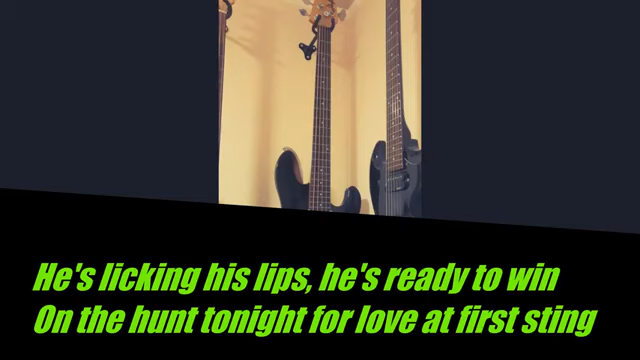 He's licking his lips, he's ready to win
On the hunt tonight for love at first sting